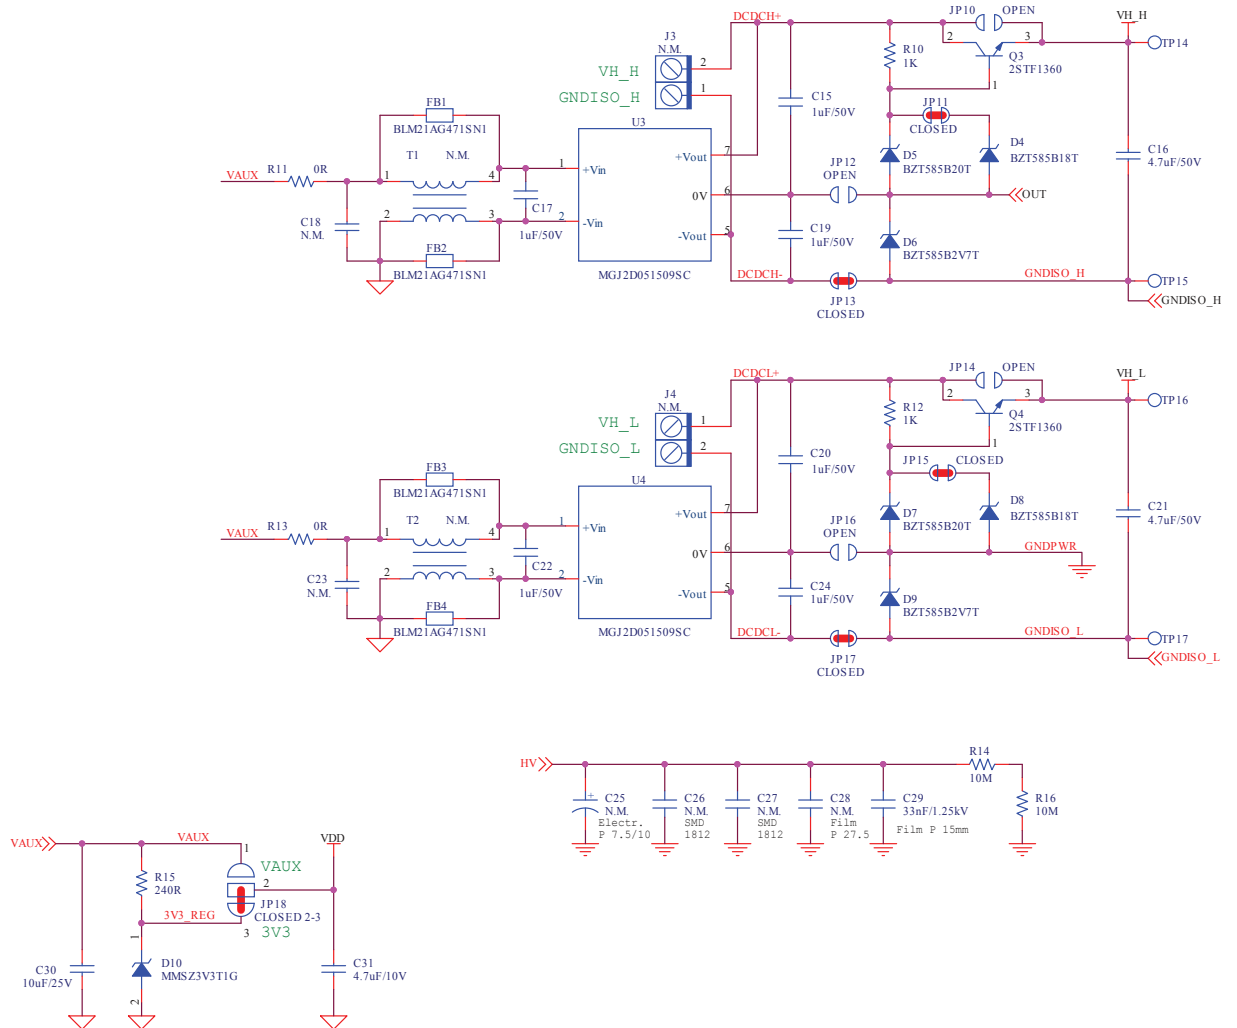 JP10 OPEN
DCDCH+
VH_H
2
3
TP14
J3
N.M.
R10
1K
Q3
2STF1360
1
VH_H
2
GNDISO_H
1
JP11
CLOSED
C15
1uF/50V
FB1
BLM21AG471SN1
U3
T1 N.M.
D5
BZT585B20T
D4
BZT585B18T
C16
4.7uF/50V
JP12
OPEN
+Vout
7
R11 0R
VAUX
1
4
1
+Vin
0V
6
OUT
C18
N.M.
2
3
C17
1uF/50V
2
-Vin
-Vout
5
C19
1uF/50V
D6
BZT585B2V7T
FB2
BLM21AG471SN1
MGJ2D051509SC
DCDCH-
JP13
CLOSED
GNDISO_H
TP15
GNDISO_H
JP14 OPEN
DCDCL+
VH_L
2
3
TP16
J4
N.M.
R12
1K
Q4
2STF1360
1
VH_L
1
GNDISO_L
2
JP15 CLOSED
C20
1uF/50V
FB3
BLM21AG471SN1
U4
T2 N.M.
D7
BZT585B20T
D8
BZT585B18T
C21
4.7uF/50V
JP16
OPEN
+Vout
7
R13 0R
VAUX
1
4
1
+Vin
0V
6
GNDPWR
C23
N.M.
2
3
C22
1uF/50V
2
-Vin
-Vout
5
C24
1uF/50V
D9
BZT585B2V7T
FB4
BLM21AG471SN1
MGJ2D051509SC
DCDCL-
JP17
CLOSED
GNDISO_L
TP17
GNDISO_L
HV
R14
10M
C25
N.M.
+
Electr.
P 7.5/10
C26
N.M.
SMD
1812
C27
N.M.
SMD
1812
C28
N.M.
Film
P 27.5
C29
33nF/1.25kV
Film P 15mm
R16
10M
VAUX
VAUX
1
VAUX
VDD
R15
240R
2
JP18
CLOSED 2-3
3V3_REG
3
3V3
1
D10
MMSZ3V3T1G
2
C30
10uF/25V
C31
4.7uF/10V